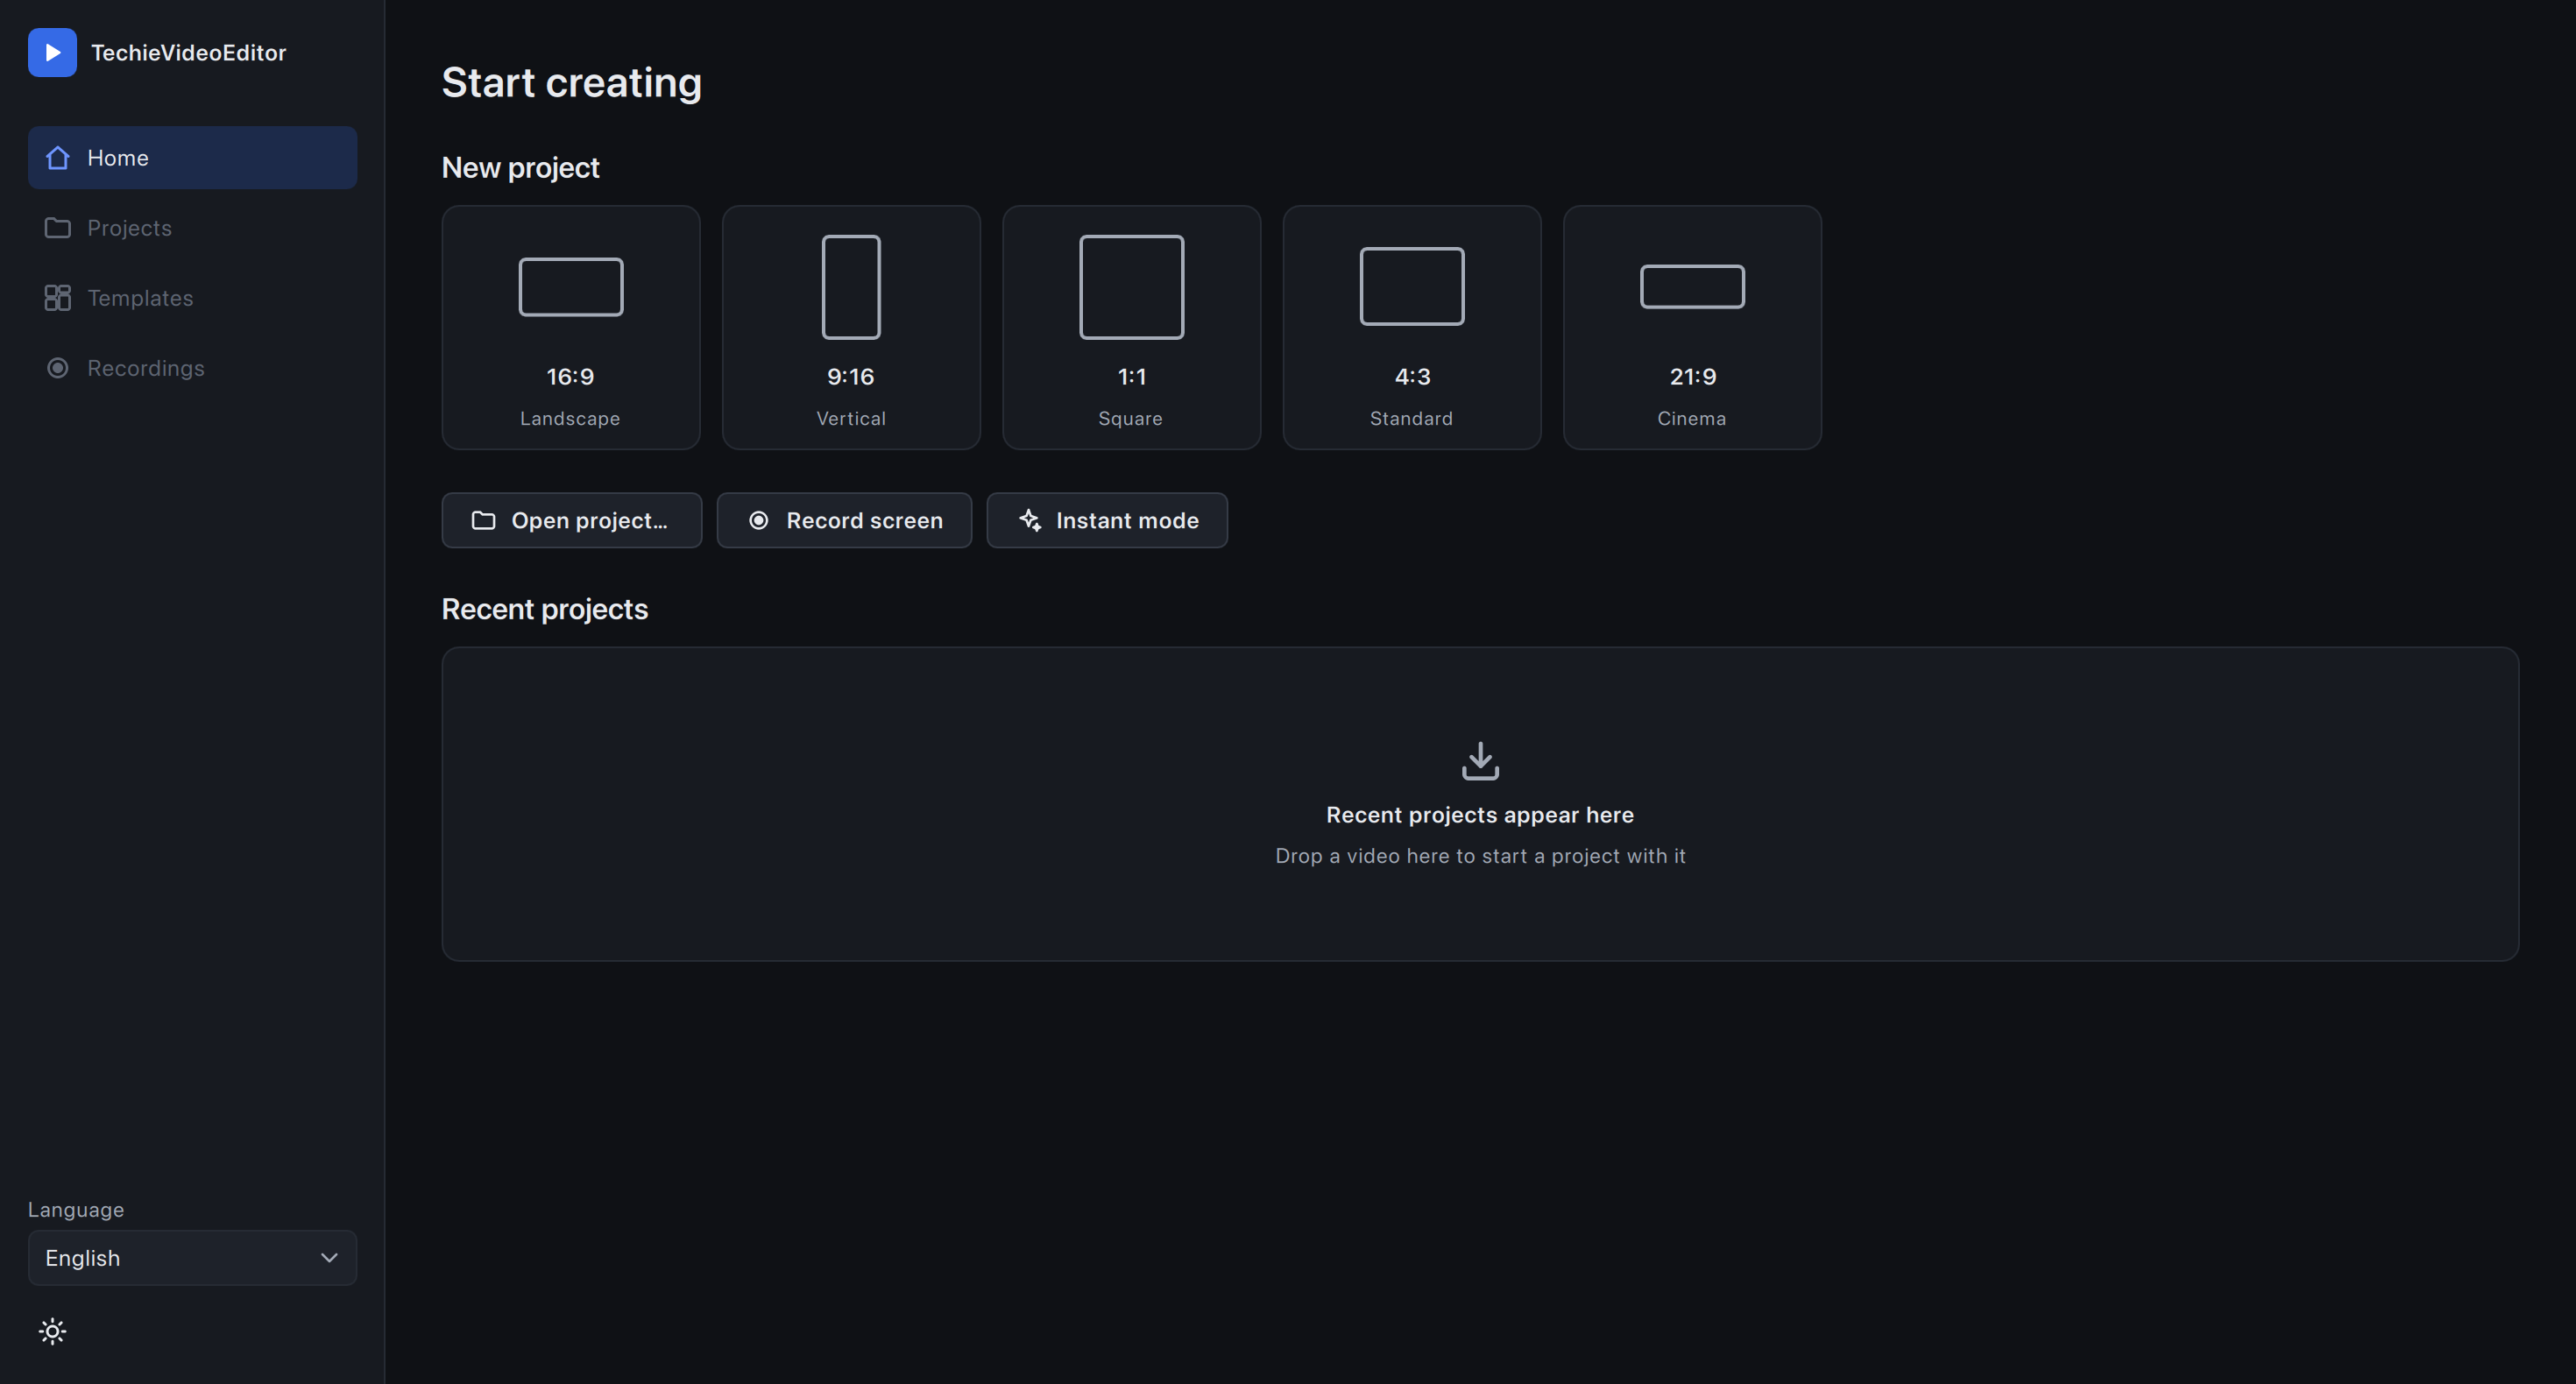 TechieVideoEditor
Home
Projects
Templates
Recordings
Language
English
Start creating
New project
16:9
Landscape
9:16
Vertical
1:1
Square
4:3
Standard
21:9
Cinema
Open project...
Record screen
Instant mode
Recent projects
Recent projects appear here
Drop a video here to start a project with it